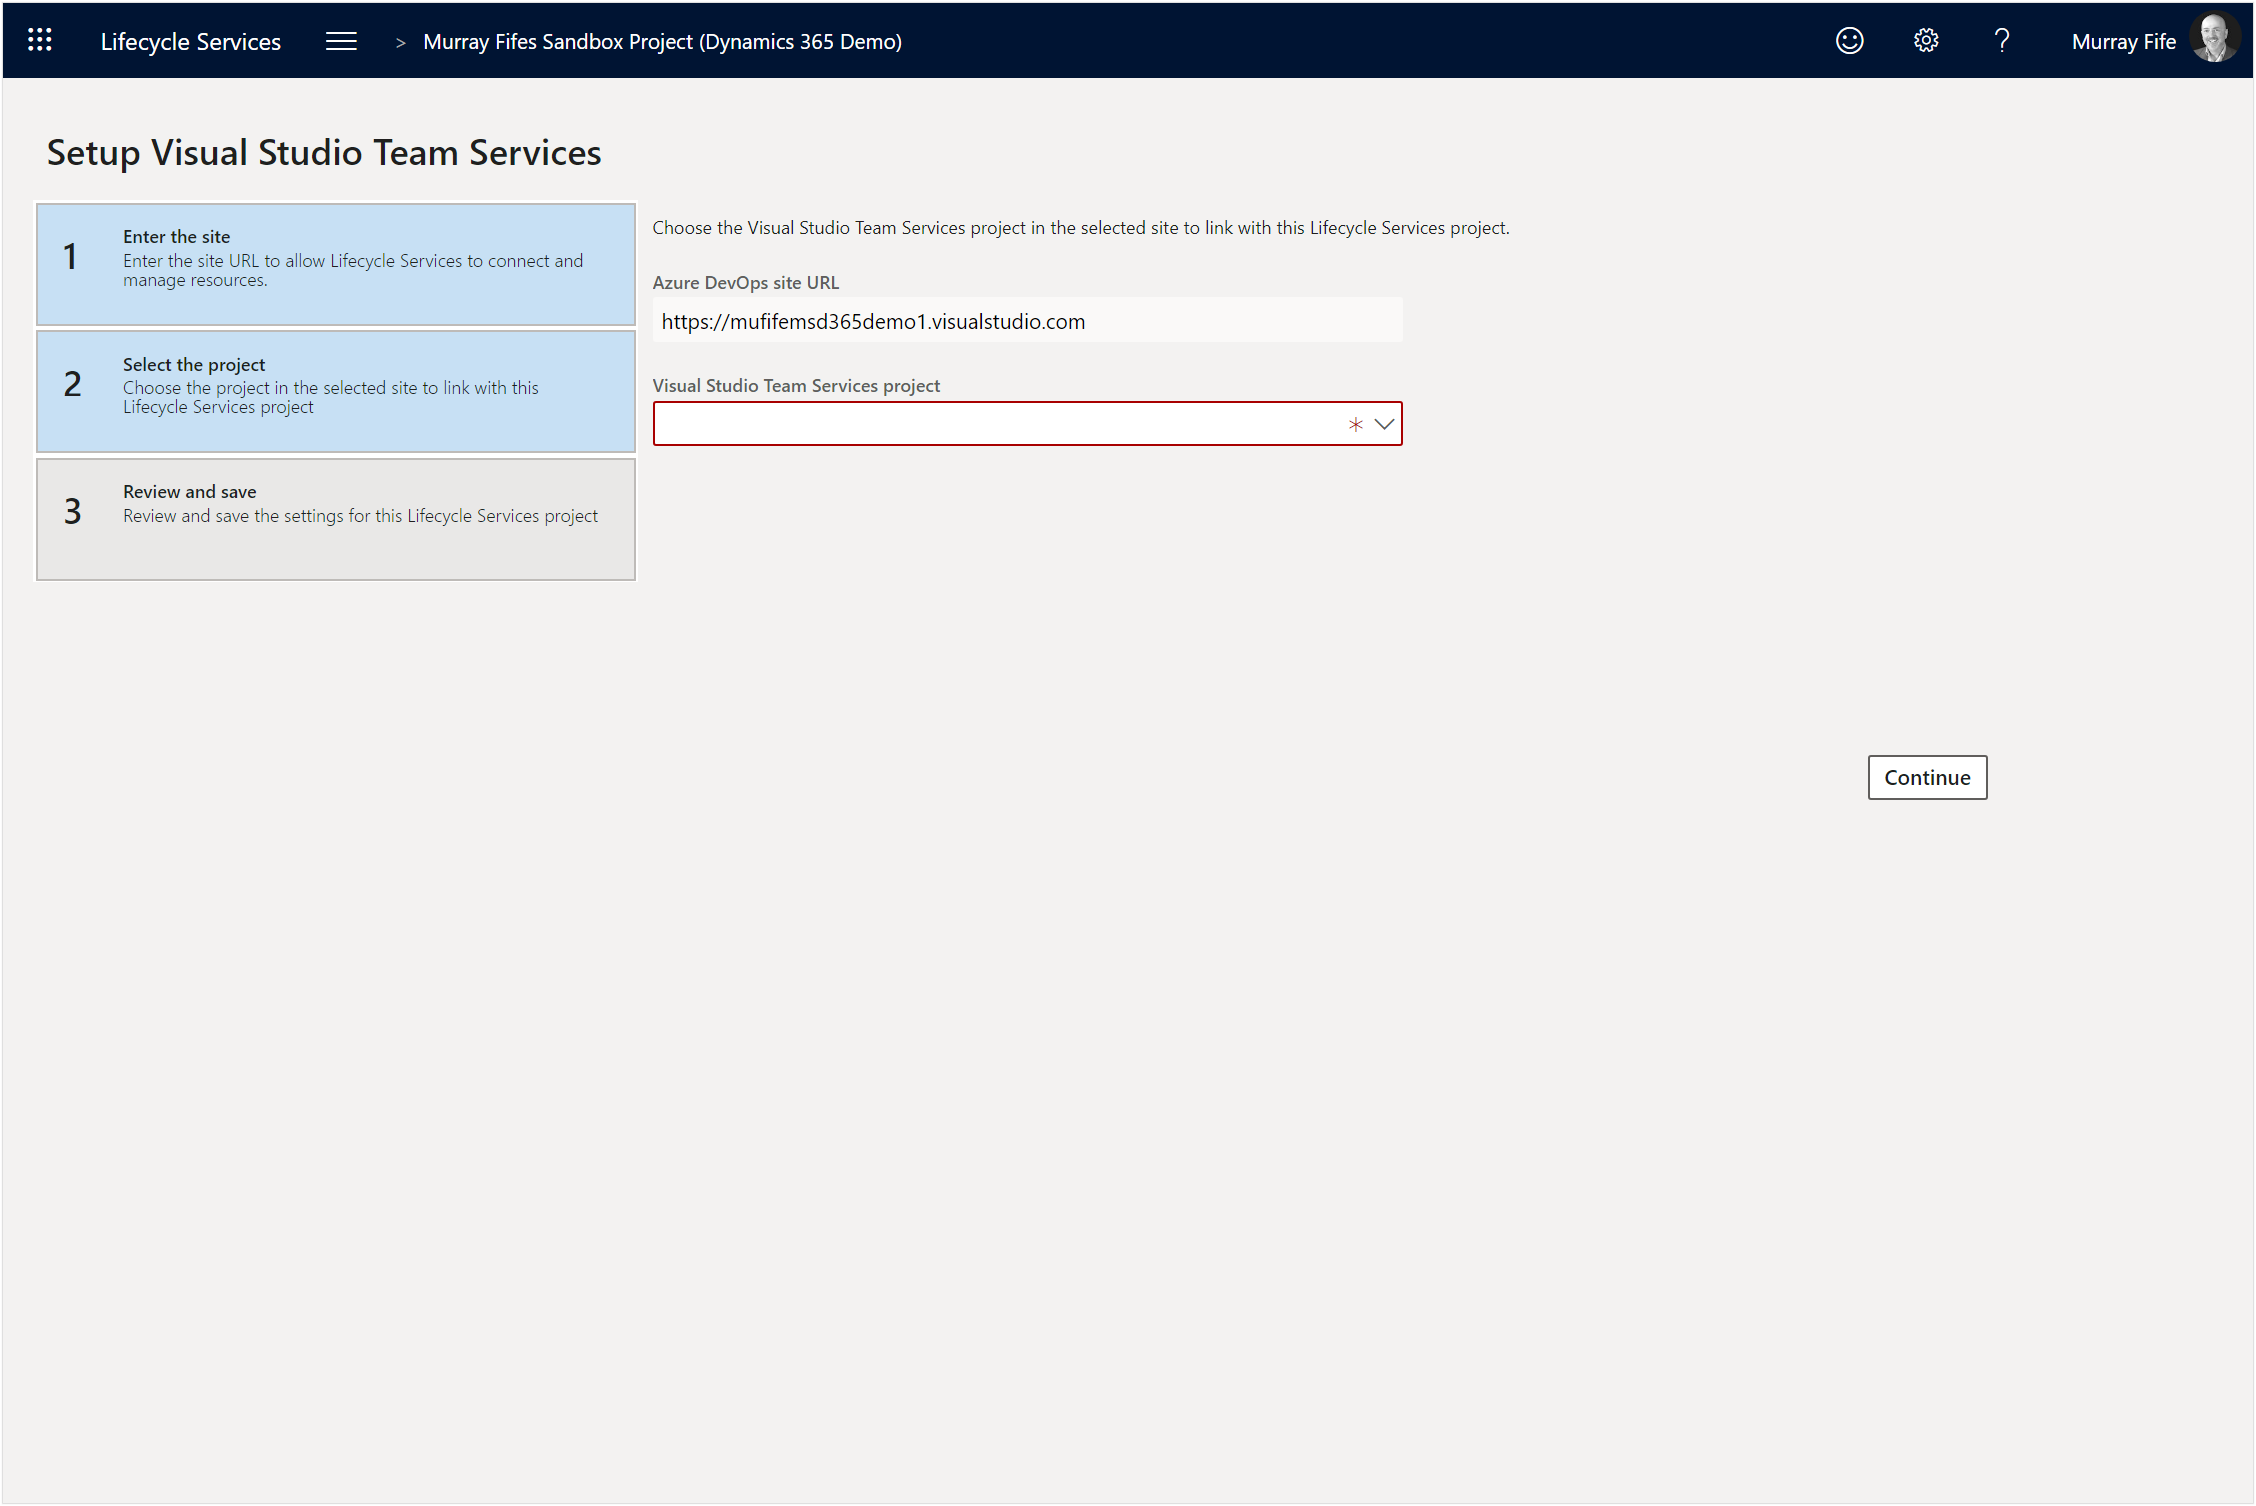 Lifecycle Services > Murray Fifes Sandbox Project (Dynamics 365 Demo) ? Murray Fife
Setup Visual Studio Team Services
1
Enter the site
Enter the site URL to allow Lifecycle Services to connect and
manage resources.
2
Select the project
Choose the project in the selected site to link with this
Lifecycle Services project
3
Review and save
Review and save the settings for this Lifecycle Services project
Choose the Visual Studio Team Services project in the selected site to link with this Lifecycle Services project.
Azure DevOps site URL
https://mufifemsd365demo1.visualstudio.com
Visual Studio Team Services project
*
Continue